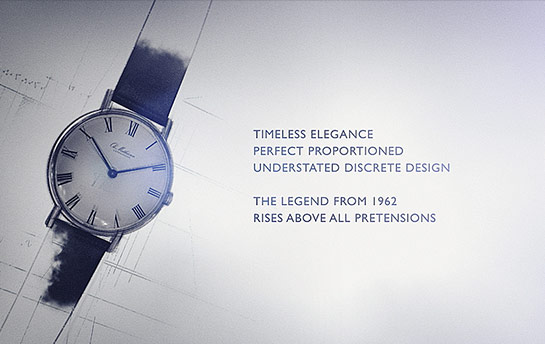 TIMELESS ELEGANCE
PERFECT PROPORTIONED
UNDERSTATED DISCRETE DESIGN
THE LEGEND FROM 1962
RISES ABOVE ALL PRETENSIONS